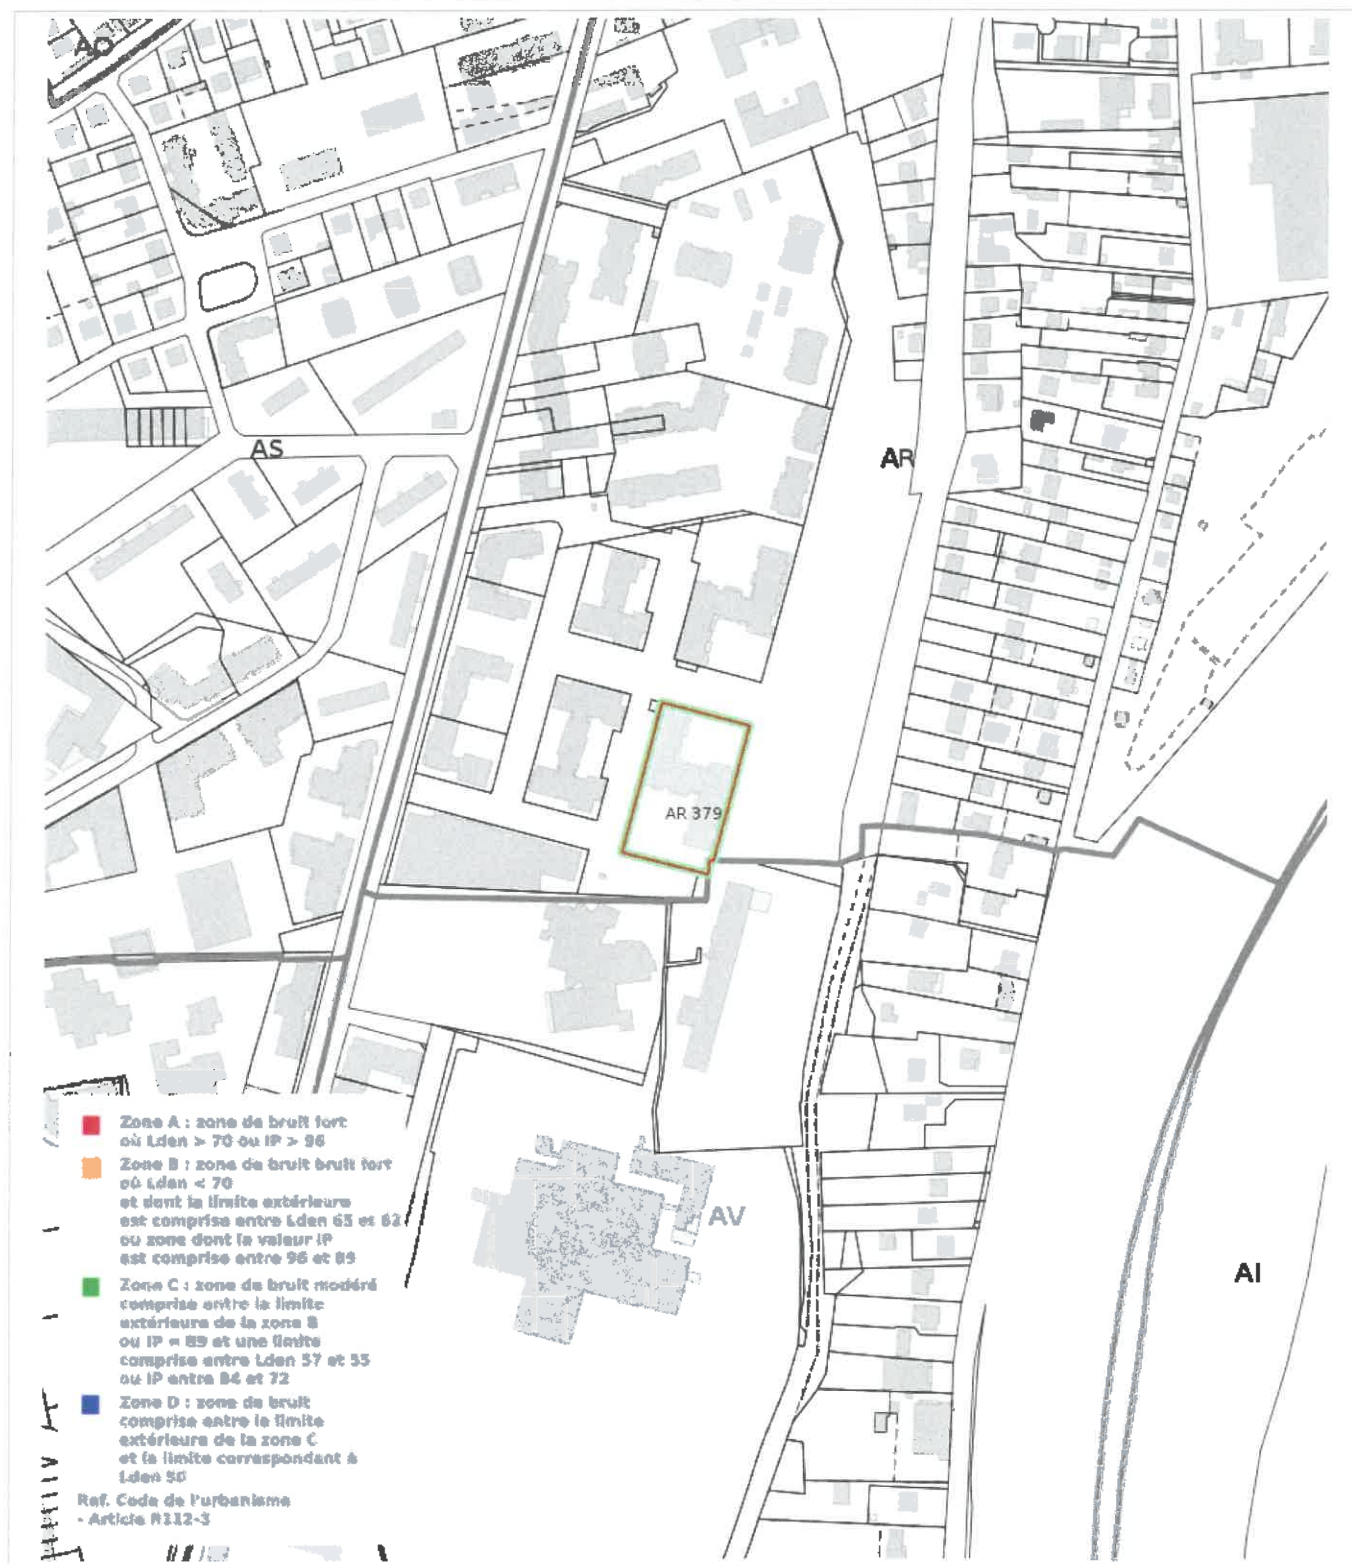 AO
AS
AR
AR 379
AV
AI
Zone A : zone de bruit fort
où Lden > 70 ou IP > 96
Zone B : zone de bruit bruit fort
où Lden < 70
et dont la limite extérieure
est comprise entre Lden 65 et 62
ou zone dont la valeur IP
est comprise entre 96 et 89
Zone C : zone de bruit modéré
comprise entre la limite
extérieure de la zone B
ou IP = 89 et une limite
comprise entre Lden 57 et 55
ou IP entre 84 et 72
Zone D : zone de bruit
comprise entre la limite
extérieure de la zone C
et la limite correspondant à
Lden 50
Ref. Code de l'urbanisme
- Article R112-3